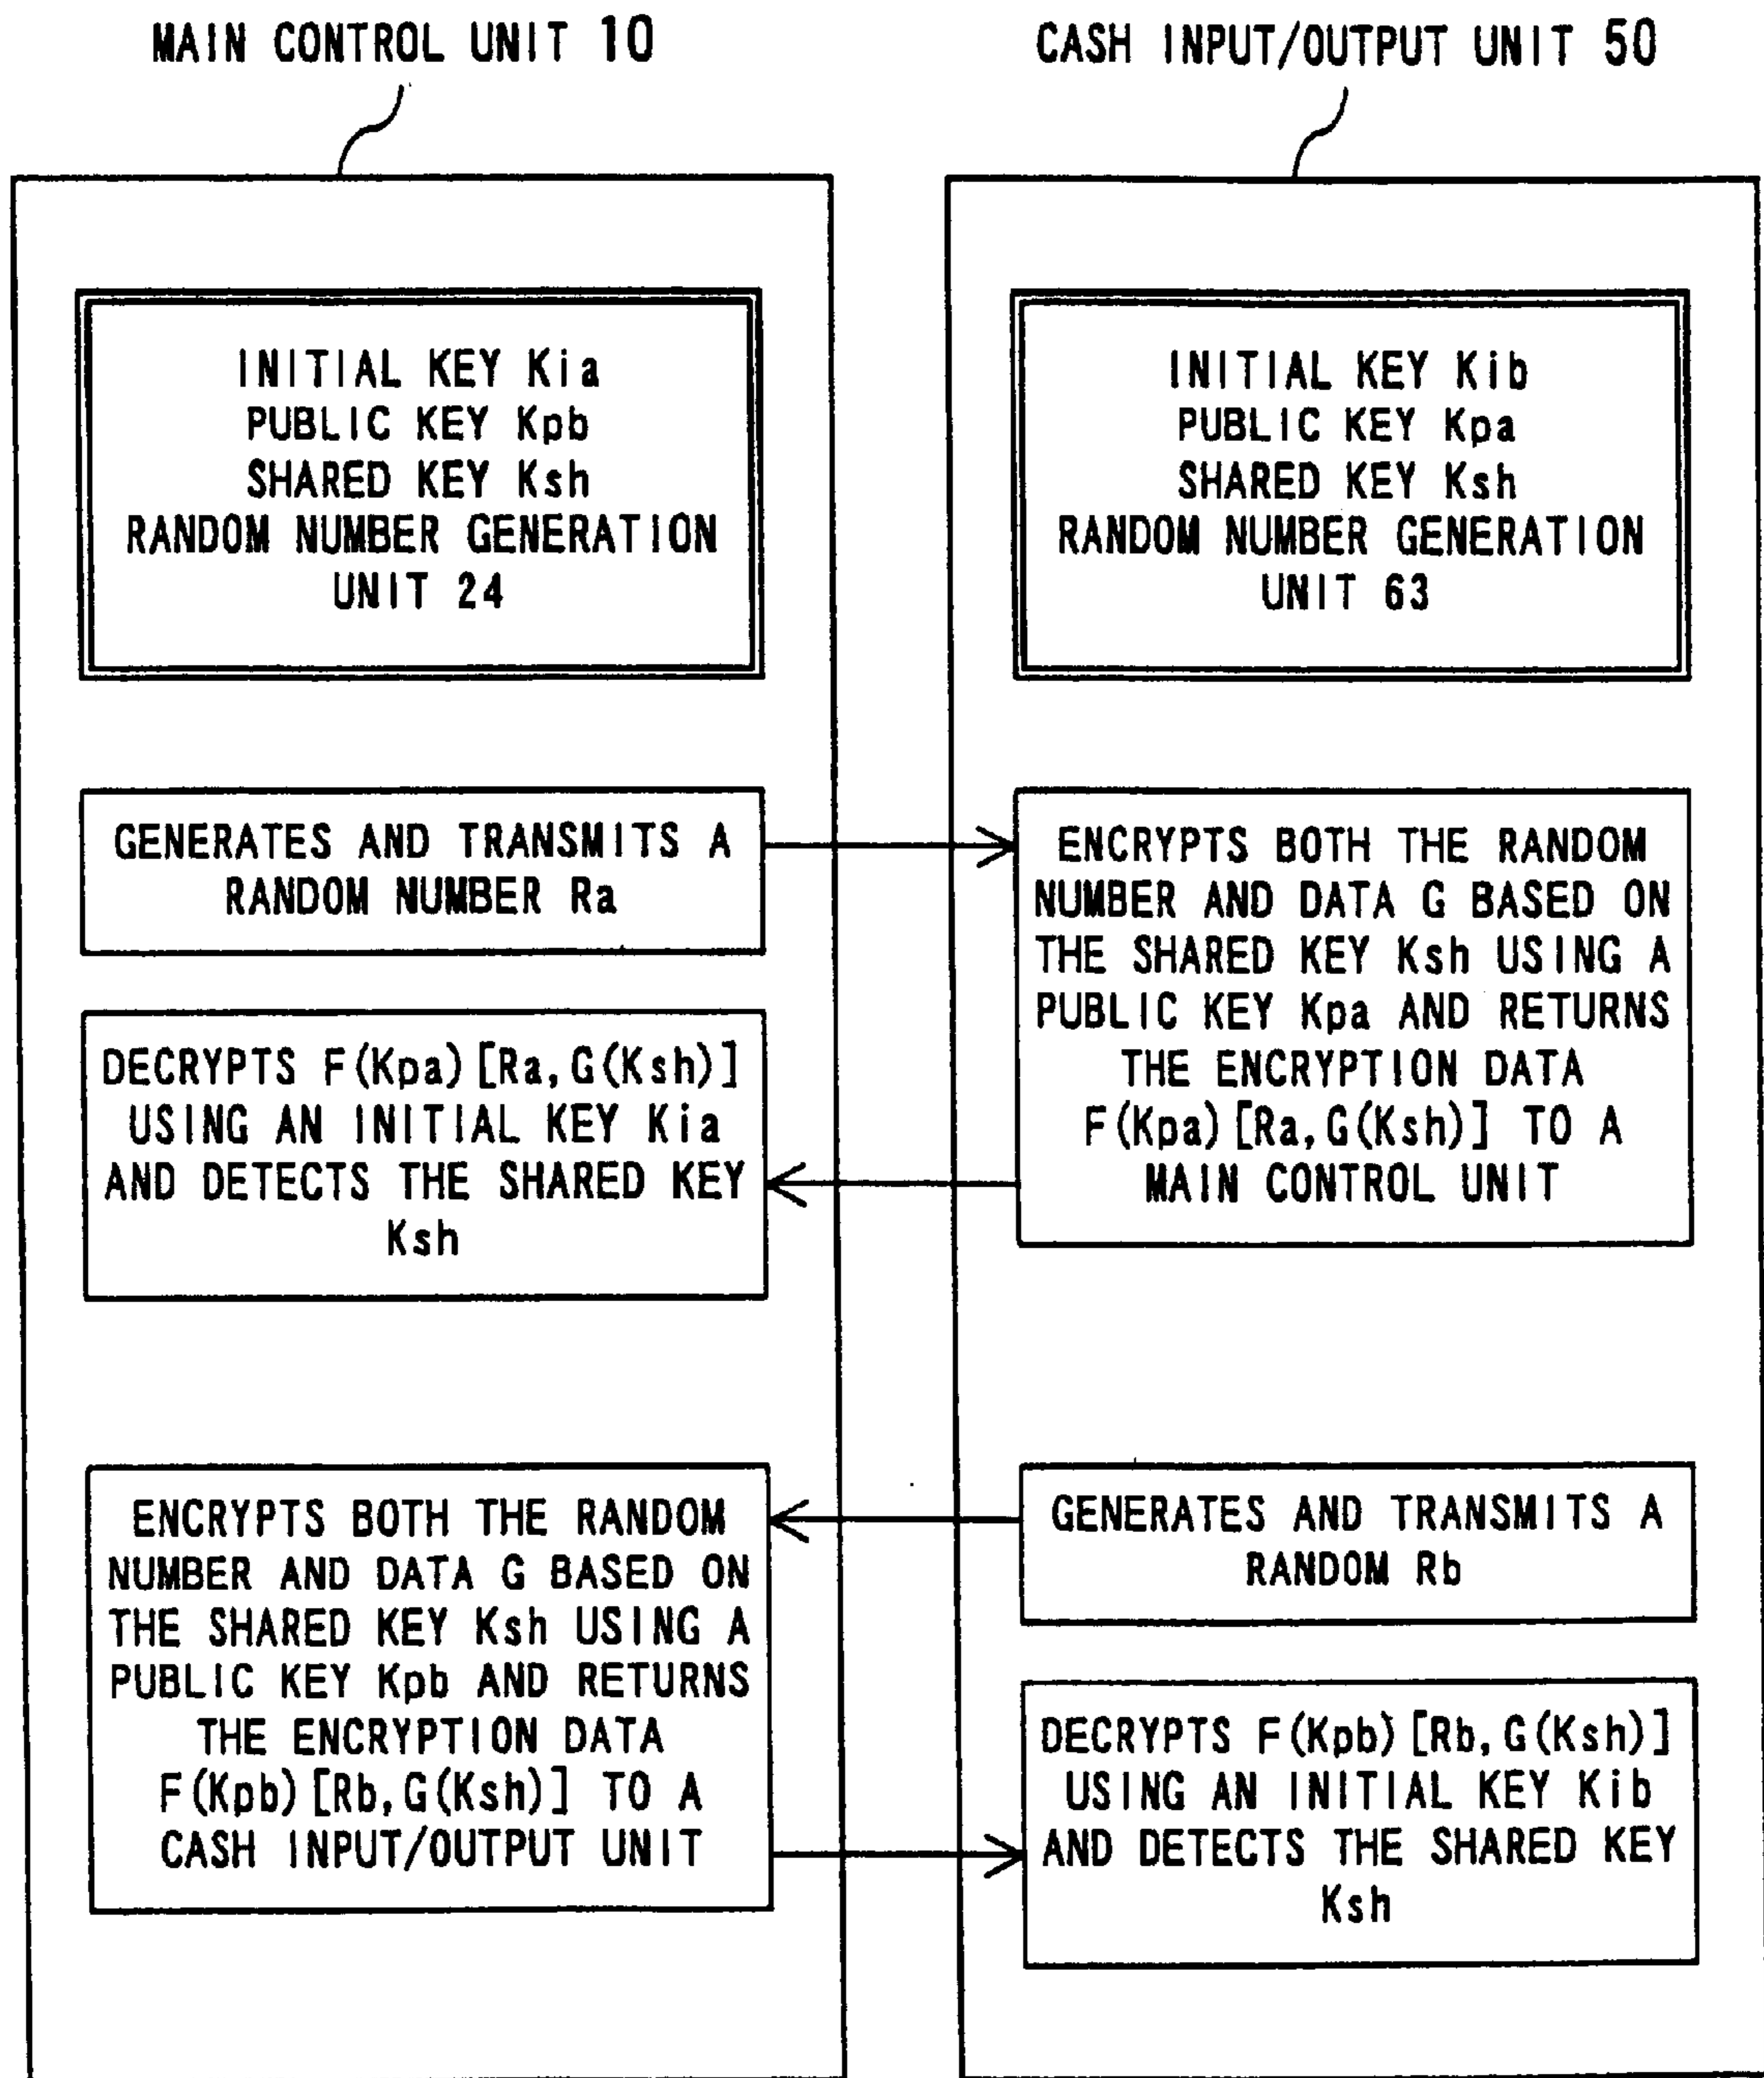 MAIN CONTROL UNIT 10
CASH INPUT/OUTPUT UNIT 50
INITIAL KEY Kia
PUBLIC KEY Kpb
SHARED KEY Ksh
RANDOM NUMBER GENERATION
UNIT 24
INITIAL KEY Kib
PUBLIC KEY Kpa
SHARED KEY Ksh
RANDOM NUMBER GENERATION
UNIT 63
GENERATES AND TRANSMITS A
RANDOM NUMBER Ra
ENCRYPTS BOTH THE RANDOM
NUMBER AND DATA G BASED ON
THE SHARED KEY Ksh USING A
PUBLIC KEY Kpa AND RETURNS
THE ENCRYPTION DATA
F(Kpa)[Ra,G(Ksh)] TO A
MAIN CONTROL UNIT
DECRYPTS F(Kpa)[Ra,G(Ksh)]
USING AN INITIAL KEY Kia
AND DETECTS THE SHARED KEY
Ksh
GENERATES AND TRANSMITS A
RANDOM Rb
ENCRYPTS BOTH THE RANDOM
NUMBER AND DATA G BASED ON
THE SHARED KEY Ksh USING A
PUBLIC KEY Kpb AND RETURNS
THE ENCRYPTION DATA
F(Kpb)[Rb,G(Ksh)] TO A
CASH INPUT/OUTPUT UNIT
DECRYPTS F(Kpb)[Rb,G(Ksh)]
USING AN INITIAL KEY Kib
AND DETECTS THE SHARED KEY
Ksh